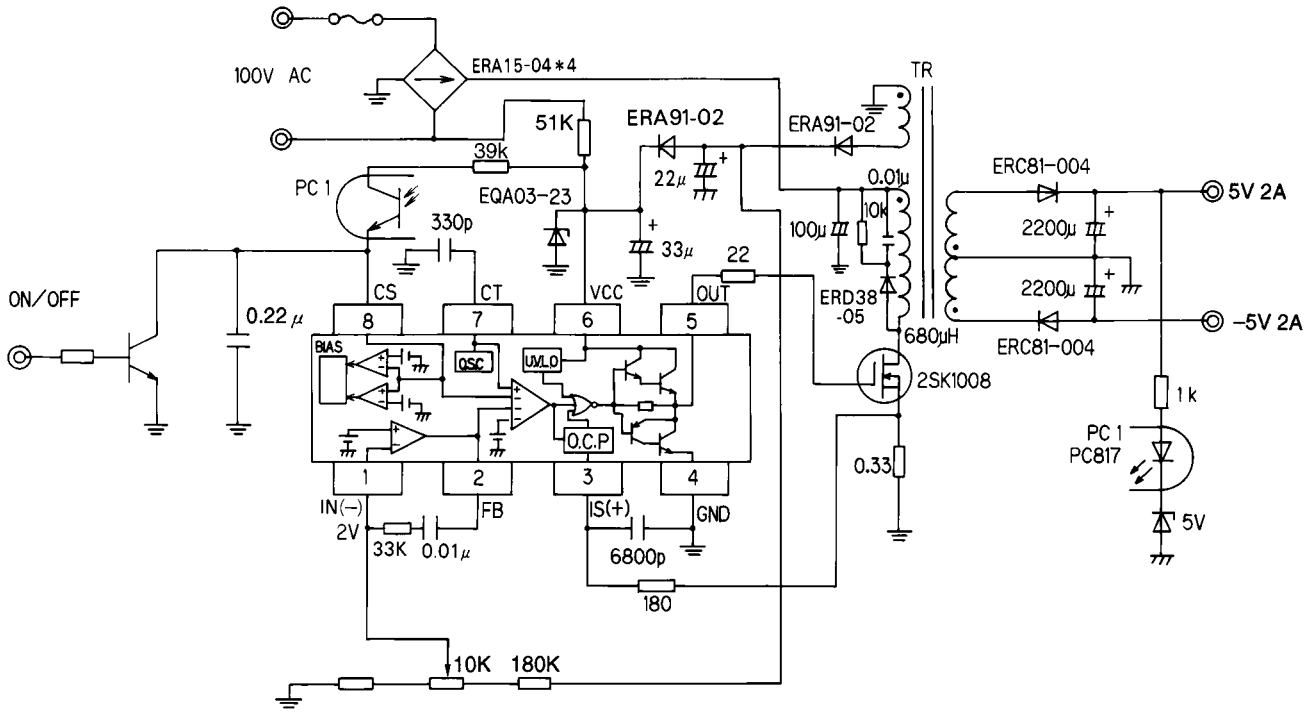 100V AC
ERA15-04*4
TR
51K
ERA91-02
ERA91-02
39k
PC 1
22μ
+
0.01μ
ERC81-004
5V 2A
EQA03-23
330p
+
33μ
100μ
10k
2200μ
+
22
ON/OFF
0.22μ
CS
CT
VCC
OUT
ERD38
-05
2200μ
+
-5V 2A
8
7
6
5
680μH
ERC81-004
BIAS
O.S.C
U.V.L.O
2SK1008
1k
O.C.P
PC 1
PC817
0.33
1
2
3
4
IN(-)
FB
IS(+)
GND
2V
5V
33K
0.01μ
6800p
180
10K
180K